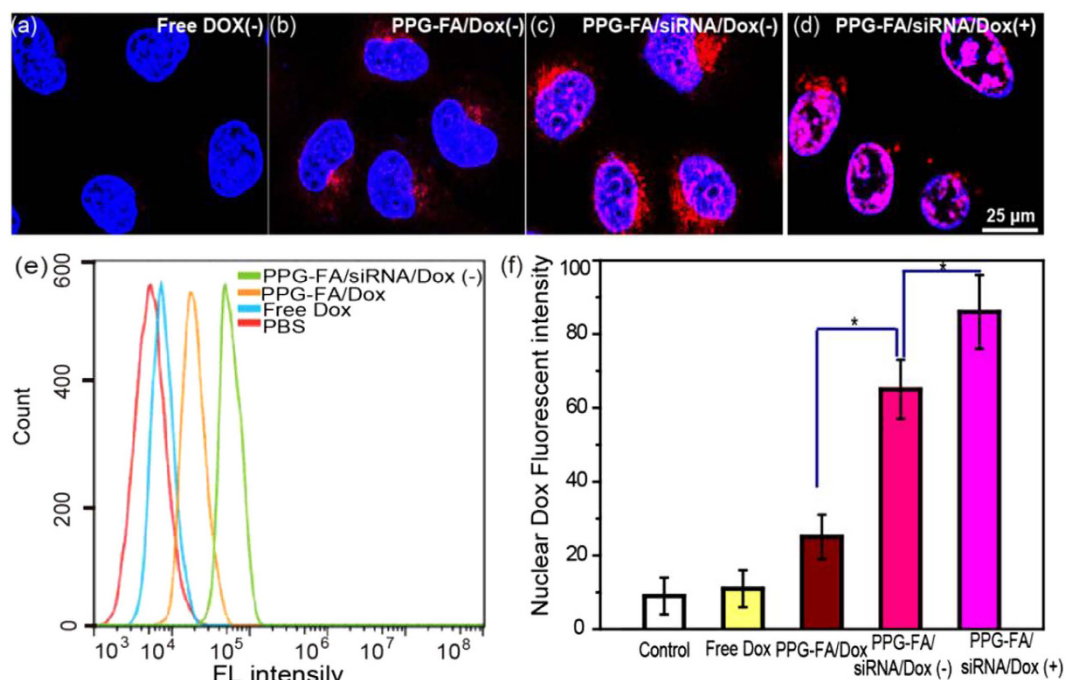 (a) Free DOX(-)
(b) PPG-FA/Dox(-)
(c) PPG-FA/siRNA/Dox(-)
(d) PPG-FA/siRNA/Dox(+)
25 µm
(e)
600
400
200
0
Count
PPG-FA/siRNA/Dox (-)
PPG-FA/Dox
Free Dox
PBS
10³ 10⁴ 10⁵ 10⁶ 10⁷ 10⁸
FL intensily
(f)
100
80
60
40
20
0
Nuclear Dox Fluorescent intensity
*
*
Control
Free Dox
PPG-FA/Dox
PPG-FA/
siRNA/Dox (-)
PPG-FA/
siRNA/Dox (+)